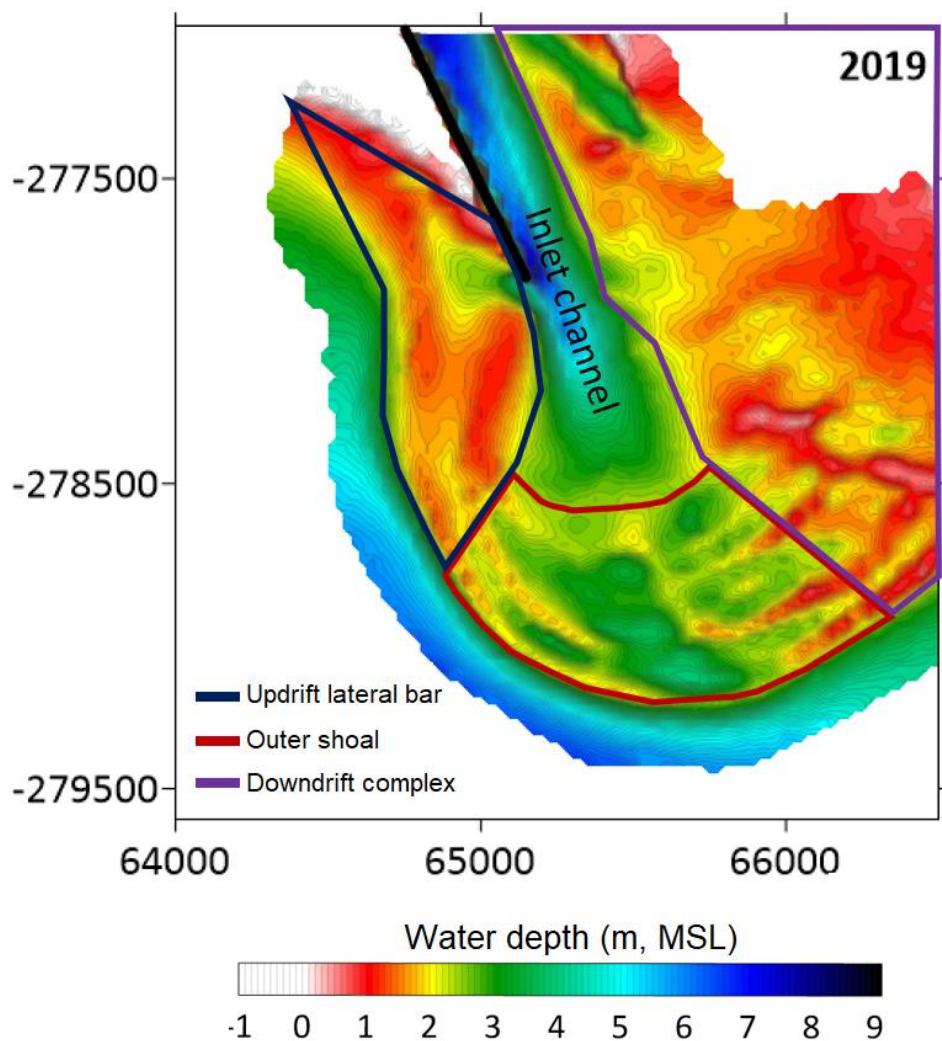 2019
-277500
Inlet channel
-278500
Updrift lateral bar
Outer shoal
Downdrift complex
-279500
64000 65000 66000
Water depth (m, MSL)
-1 0 1 2 3 4 5 6 7 8 9